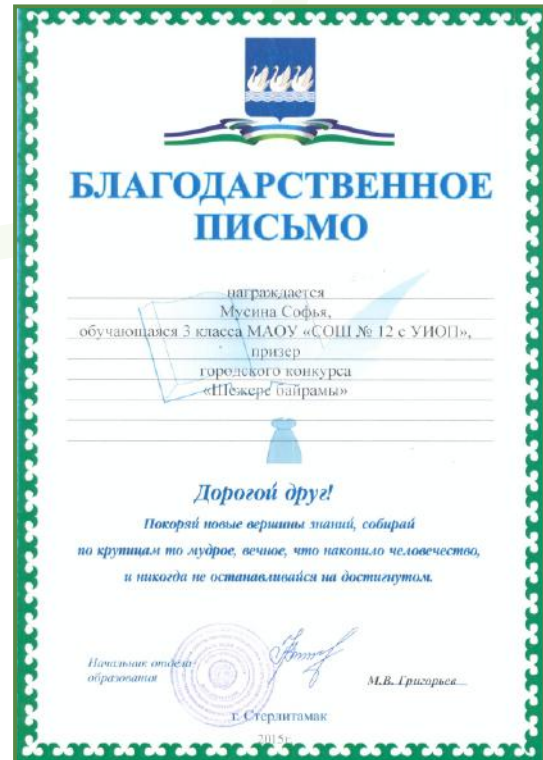 БЛАГОДАРСТВЕННОЕ
ПИСЬМО
награждается
Мусина Софья,
обучающаяся 3 класса МАОУ «СОШ № 12 с УИОП»,
призер
городского конкурса
«Шежере байрамы»
Дорогой друг!
Покоряй новые вершины знаний, собирай
по крупицам то мудрое, вечное, что накопило человечество,
и никогда не останавливайся на достигнутом.
Начальник отдела
образования
М.В. Григорьев
г. Стерлитамак
2015г.